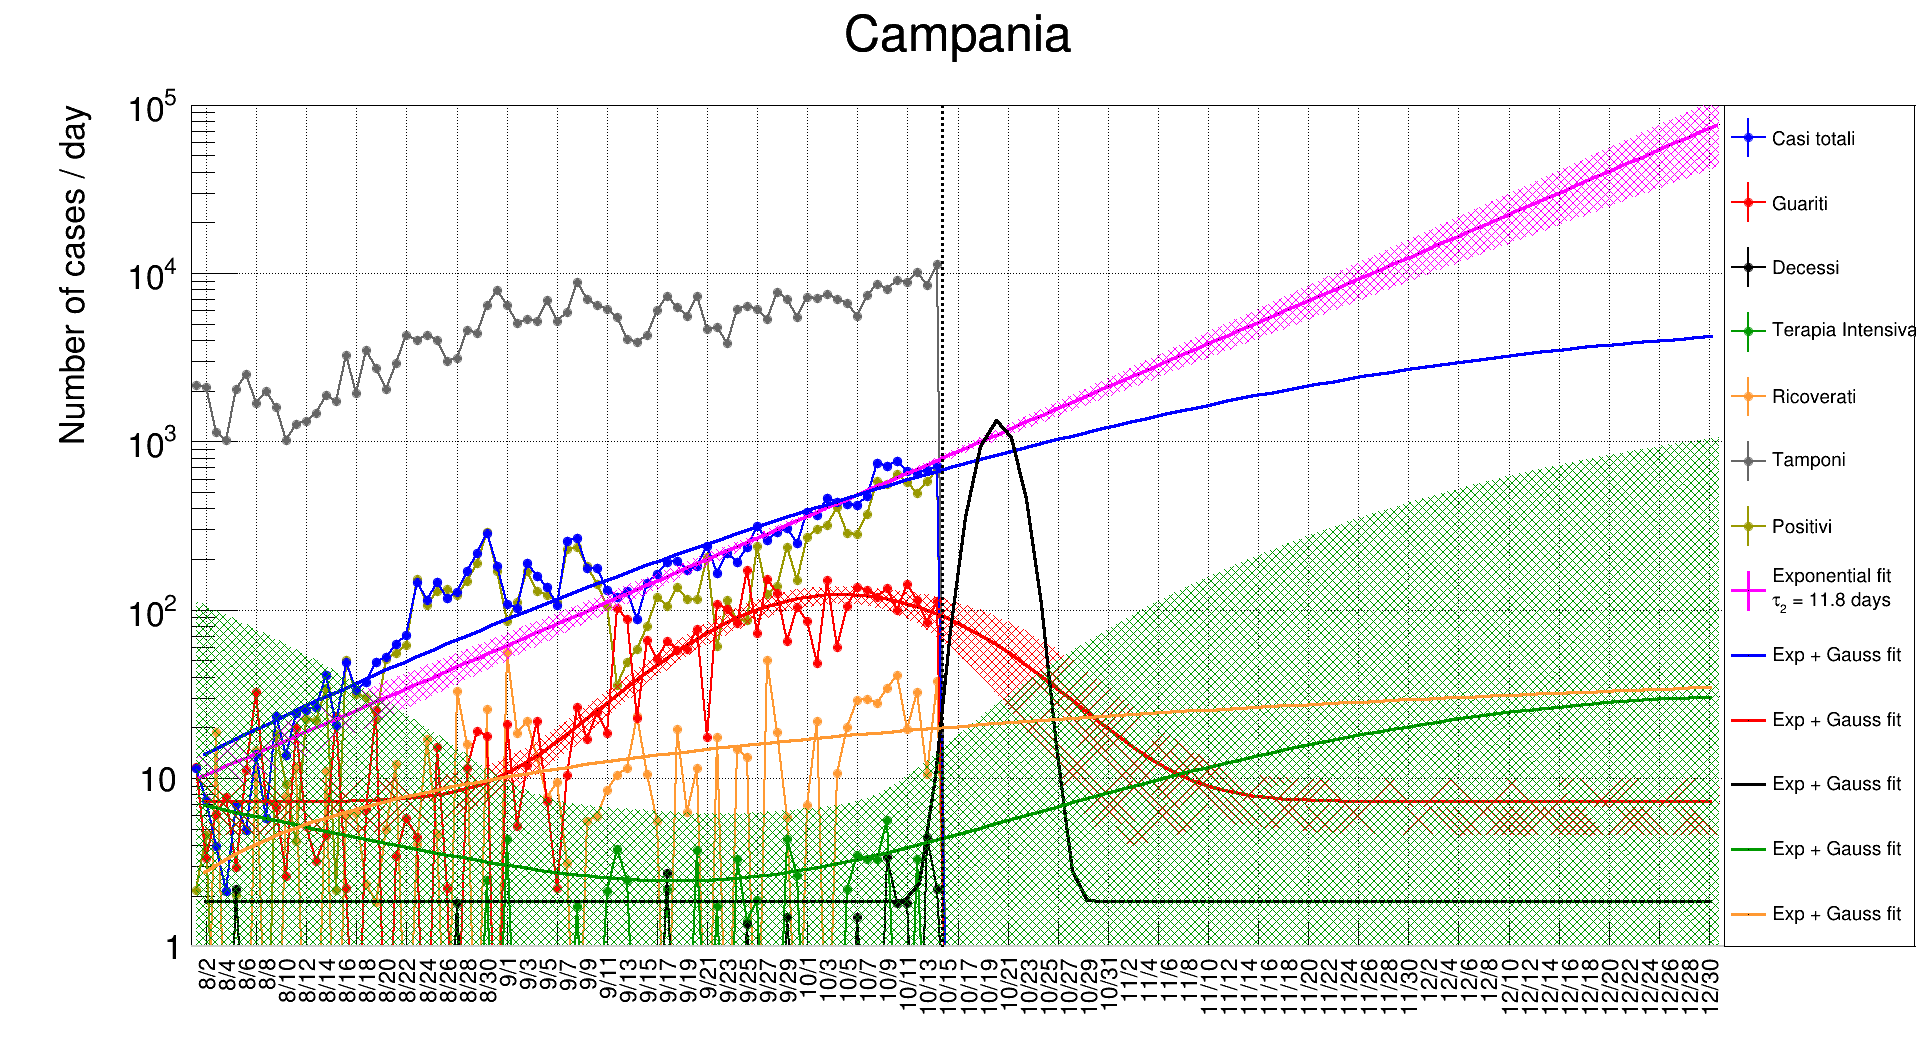 Campania
Number of cases / day
10^5
10^4
10^3
10^2
10
1
8/2 8/4 8/6 8/8 8/10 8/12 8/14 8/16 8/18 8/20 8/22 8/24 8/26 8/28 8/30 9/1 9/3 9/5 9/7 9/9 9/11 9/13 9/15 9/17 9/19 9/21 9/23 9/25 9/27 9/29 10/1 10/3 10/5 10/7 10/9 10/11 10/13 10/15 10/17 10/19 10/21 10/23 10/25 10/27 10/29 10/31 11/2 11/4 11/6 11/8 11/10 11/12 11/14 11/16 11/18 11/20 11/22 11/24 11/26 11/28 11/30 12/2 12/4 12/6 12/8 12/10 12/12 12/14 12/16 12/18 12/20 12/22 12/24 12/26 12/28 12/30
Casi totali
Guariti
Decessi
Terapia Intensiva
Ricoverati
Tamponi
Positivi
Exponential fit
τ₂ = 11.8 days
Exp + Gauss fit
Exp + Gauss fit
Exp + Gauss fit
Exp + Gauss fit
Exp + Gauss fit